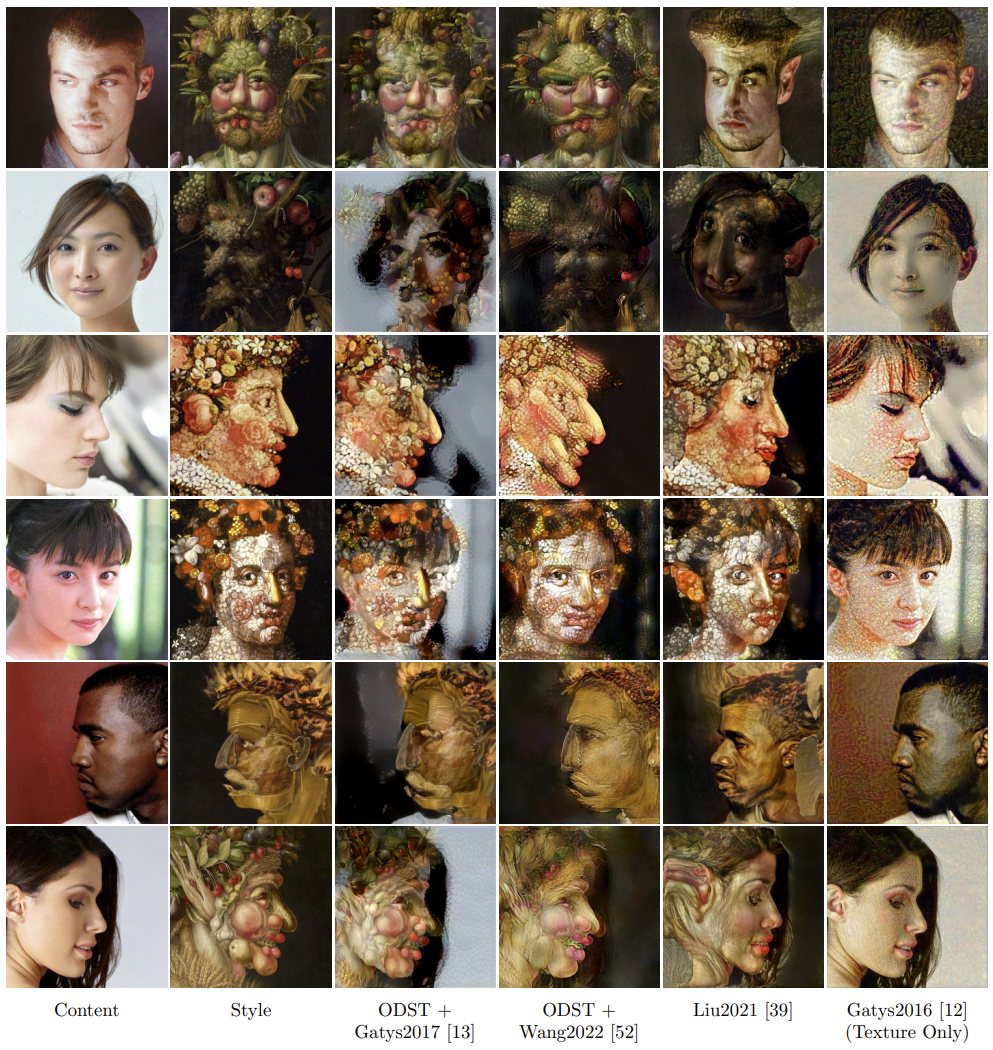 Content
Style
ODST +
Gatys2017 [13]
ODST +
Wang2022 [52]
Liu2021 [39]
Gatys2016 [12]
(Texture Only)